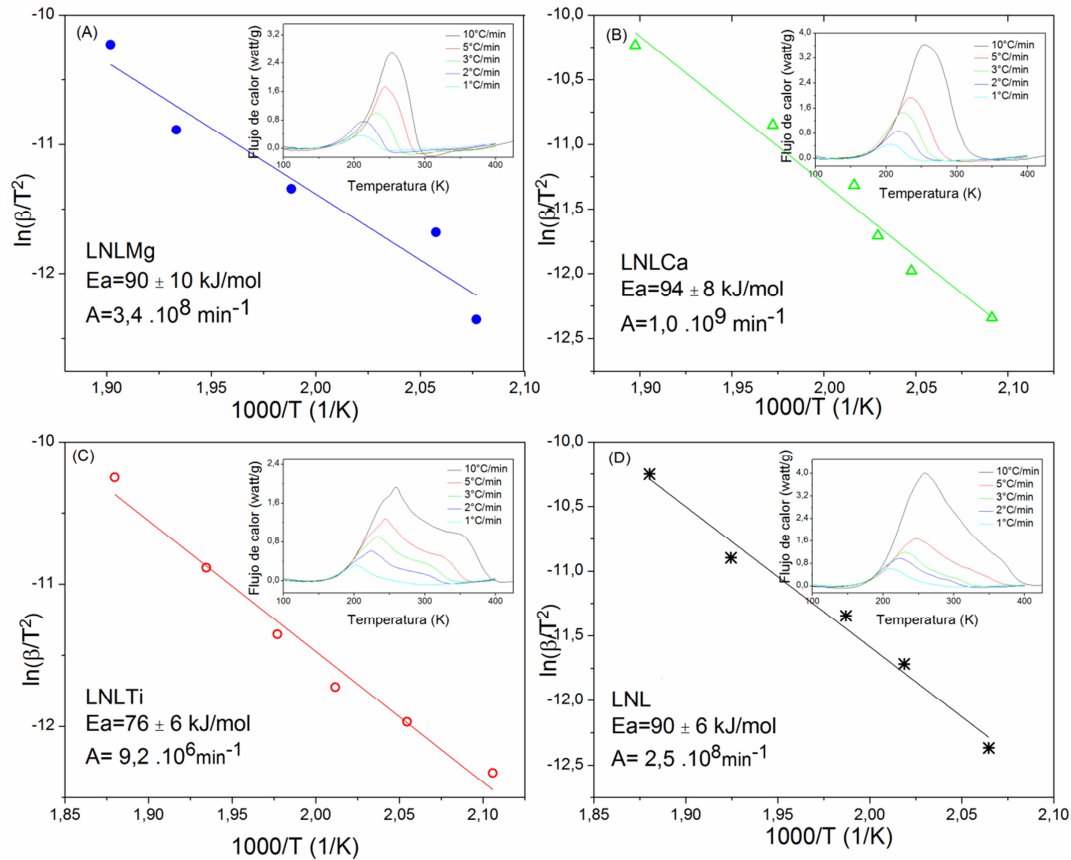 (A)
-10
-11
-12
ln(β/T²)
1,90
1,95
2,00
2,05
2,10
1000/T (1/K)
LNLMg
Ea=90 ± 10 kJ/mol
A=3,4 .10⁸ min⁻¹
Flujo de calor (watt/g)
3,2
2,4
1,6
0,8
0,0
100
200
300
400
Temperatura (K)
10°C/min
5°C/min
3°C/min
2°C/min
1°C/min
(B)
-10,0
-10,5
-11,0
-11,5
-12,0
-12,5
ln(β/T²)
1,90
1,95
2,00
2,05
2,10
1000/T (1/K)
LNLCa
Ea=94 ± 8 kJ/mol
A=1,0 .10⁹ min⁻¹
Flujo de calor (watt/g)
4,0
3,2
2,4
1,6
0,8
0,0
100
200
300
400
Temperatura (K)
10°C/min
5°C/min
3°C/min
2°C/min
1°C/min
(C)
-10
-11
-12
ln(β/T²)
1,85
1,90
1,95
2,00
2,05
2,10
1000/T (1/K)
LNLTi
Ea=76 ± 6 kJ/mol
A= 9,2 .10⁶min⁻¹
Flujo de calor (watt/g)
2,4
1,6
0,8
0,0
100
200
300
400
Temperatura (K)
10°C/min
5°C/min
3°C/min
2°C/min
1°C/min
(D)
-10,0
-10,5
-11,0
-11,5
-12,0
-12,5
ln(β/T²)
1,85
1,90
1,95
2,00
2,05
2,10
1000/T (1/K)
LNL
Ea=90 ± 6 kJ/mol
A= 2,5 .10⁸min⁻¹
Flujo de calor (watt/g)
4,0
3,2
2,4
1,6
0,8
0,0
100
200
300
400
Temperatura (K)
10°C/min
5°C/min
3°C/min
2°C/min
1°C/min